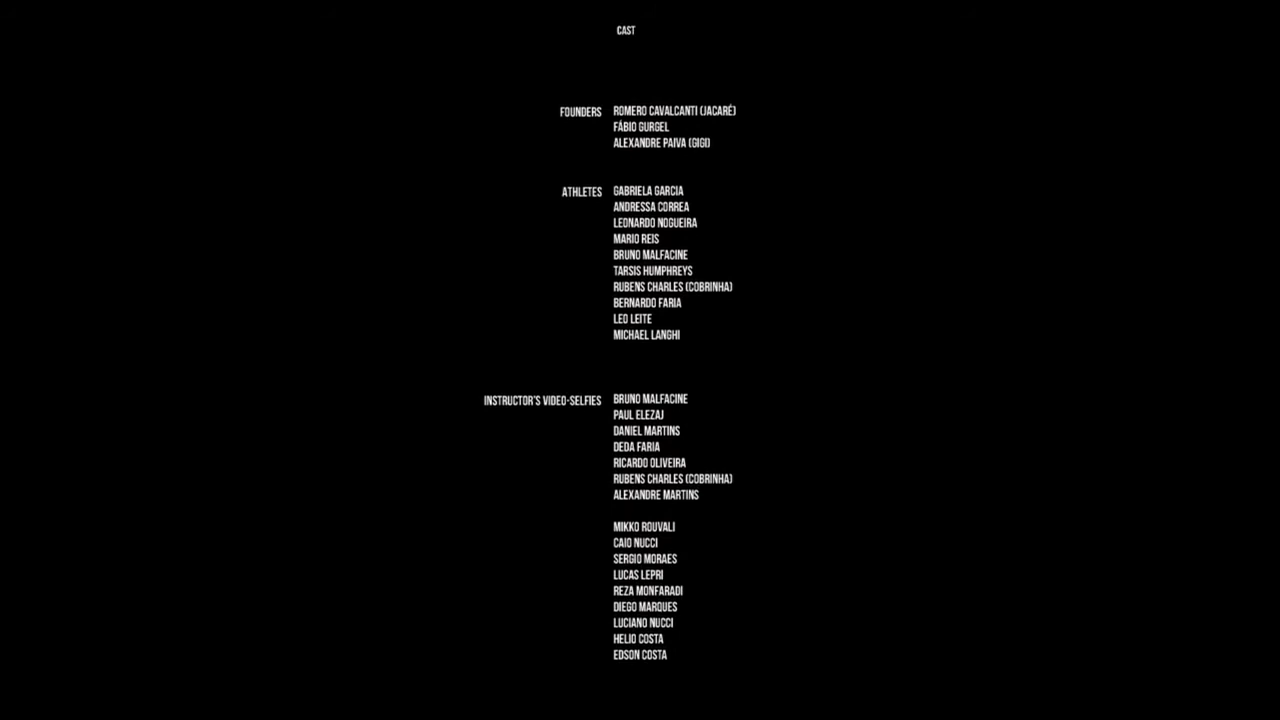 CAST
FOUNDERS ROMERO CAVALCANTI (JACARÉ)
FÁBIO GURGEL
ALEXANDRE PAIVA (GIGI)
ATHLETES GABRIELA GARCIA
ANDRESSA CORREA
LEONARDO NOGUEIRA
MARIO REIS
BRUNO MALFACINE
TARSIS HUMPHREYS
RUBENS CHARLES (COBRINHA)
BERNARDO FARIA
LEO LEITE
MICHAEL LANGHI
INSTRUCTOR'S VIDEO-SELFIES BRUNO MALFACINE
PAUL ELEZAJ
DANIEL MARTINS
DEDA FARIA
RICARDO OLIVEIRA
RUBENS CHARLES (COBRINHA)
ALEXANDRE MARTINS
MIKKO ROUVALI
CAIO NUCCI
SERGIO MORAES
LUCAS LEPRI
REZA MONFARADI
DIEGO MARQUES
LUCIANO NUCCI
HELIO COSTA
EDSON COSTA